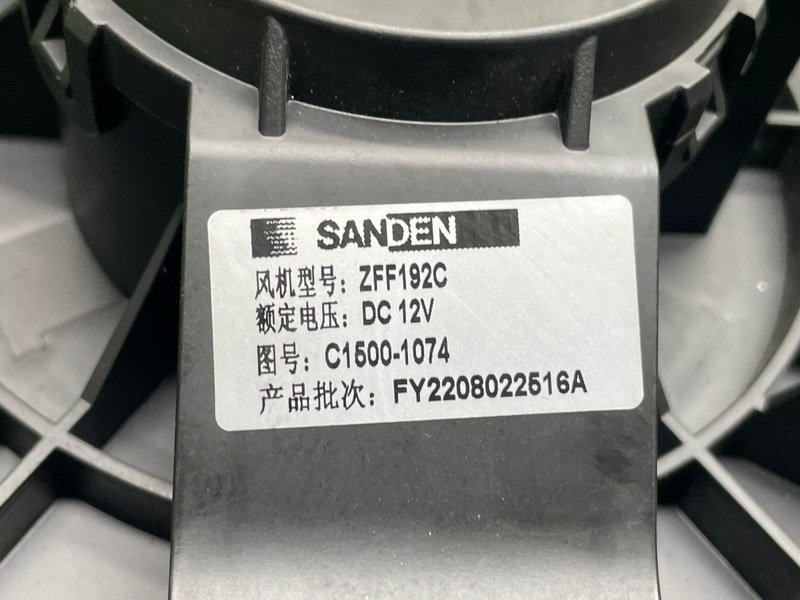 SANDEN
风机型号: ZFF192C
额定电压: DC 12V
图号: C1500-1074
产品批次: FY2208022516A